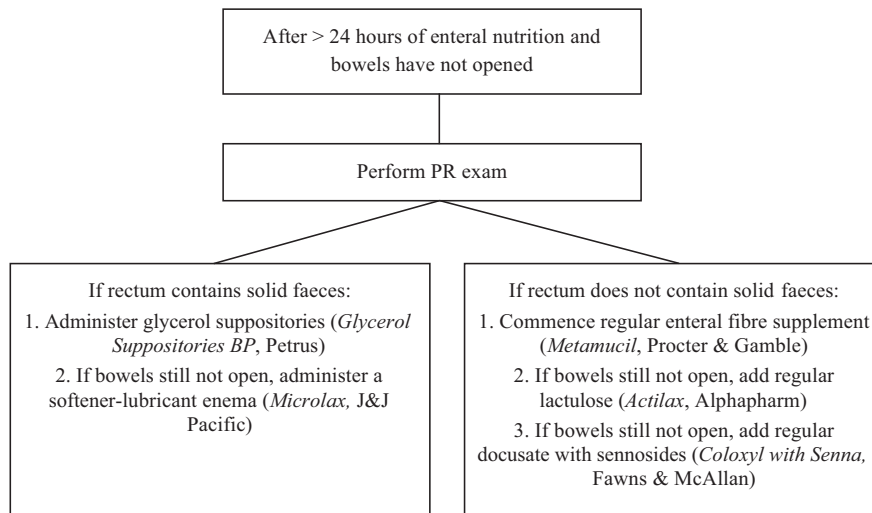 After > 24 hours of enteral nutrition and
bowels have not opened
Perform PR exam
If rectum contains solid faeces:
1. Administer glycerol suppositories (Glycerol
Suppositories BP, Petrus)
2. If bowels still not open, administer a
softener-lubricant enema (Microlax, J&J
Pacific)
If rectum does not contain solid faeces:
1. Commence regular enteral fibre supplement
(Metamucil, Procter & Gamble)
2. If bowels still not open, add regular
lactulose (Actilax, Alphapharm)
3. If bowels still not open, add regular
docusate with sennosides (Coloxyl with Senna,
Fawns & McAllan)